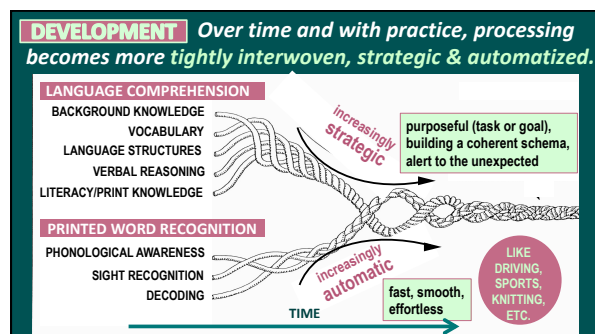 DEVELOPMENT Over time and with practice, processing
becomes more tightly interwoven, strategic & automatized.
LANGUAGE COMPREHENSION
BACKGROUND KNOWLEDGE
VOCABULARY
LANGUAGE STRUCTURES
VERBAL REASONING
LITERACY/PRINT KNOWLEDGE
increasingly
strategic
purposeful (task or goal),
building a coherent schema,
alert to the unexpected
PRINTED WORD RECOGNITION
PHONOLOGICAL AWARENESS
SIGHT RECOGNITION
DECODING
increasingly
automatic
fast, smooth,
effortless
LIKE
DRIVING,
SPORTS,
KNITTING,
ETC.
TIME